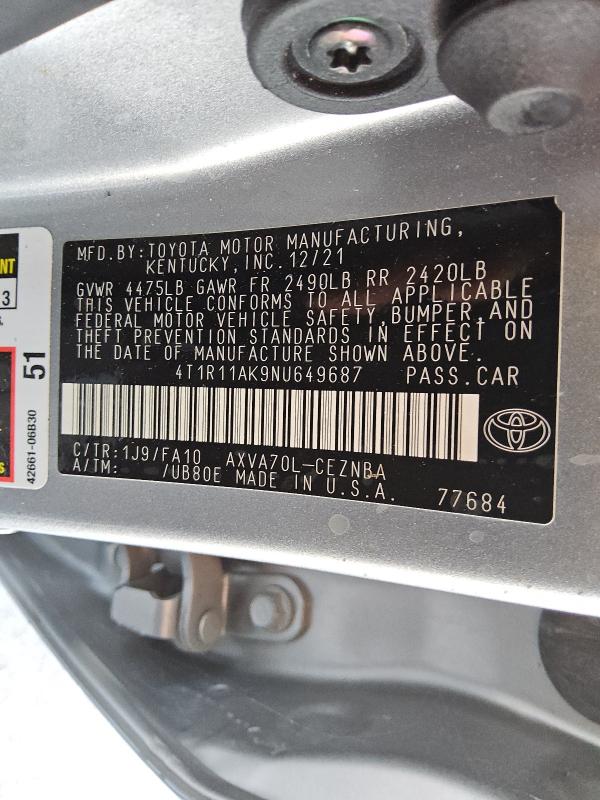 MFD.BY:TOYOTA MOTOR MANUFACTURING,
KENTUCKY, INC. 12/21
GVWR 4475LB GAWR FR 2490LB RR 2420LB
THIS VEHICLE CONFORMS TO ALL APPLICABLE
FEDERAL MOTOR VEHICLE SAFETY, BUMPER, AND
THEFT PREVENTION STANDARDS IN EFFECT ON
THE DATE OF MANUFACTURE SHOWN ABOVE.
4T1R11AK9NU649687 PASS.CAR
C/TR:1J9/FA10 AXVA70L-CEZNBA
A/TM: /UB80E MADE IN U.S.A. 77684
51
42661-06B30
3